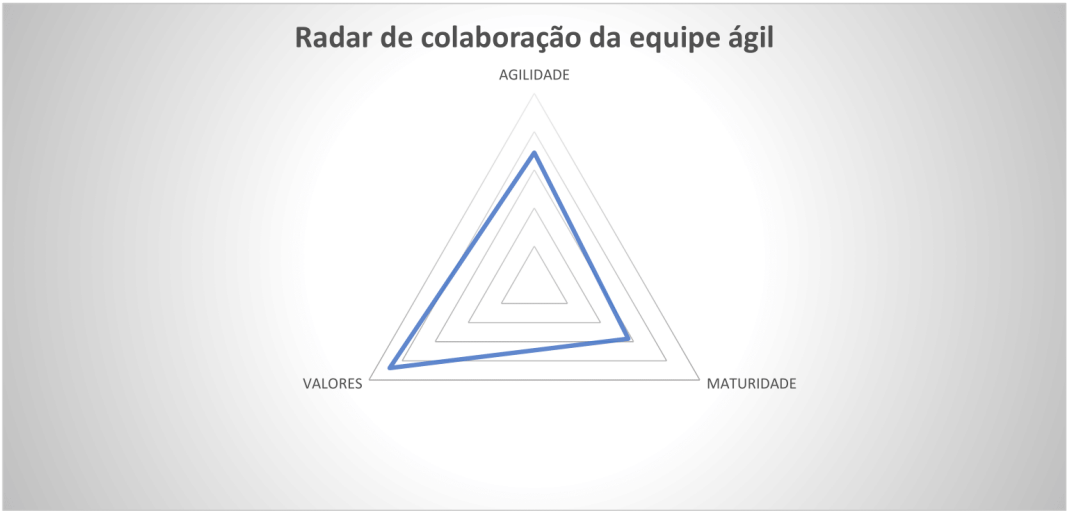 Radar de colaboração da equipe ágil
AGILIDADE
VALORES
MATURIDADE